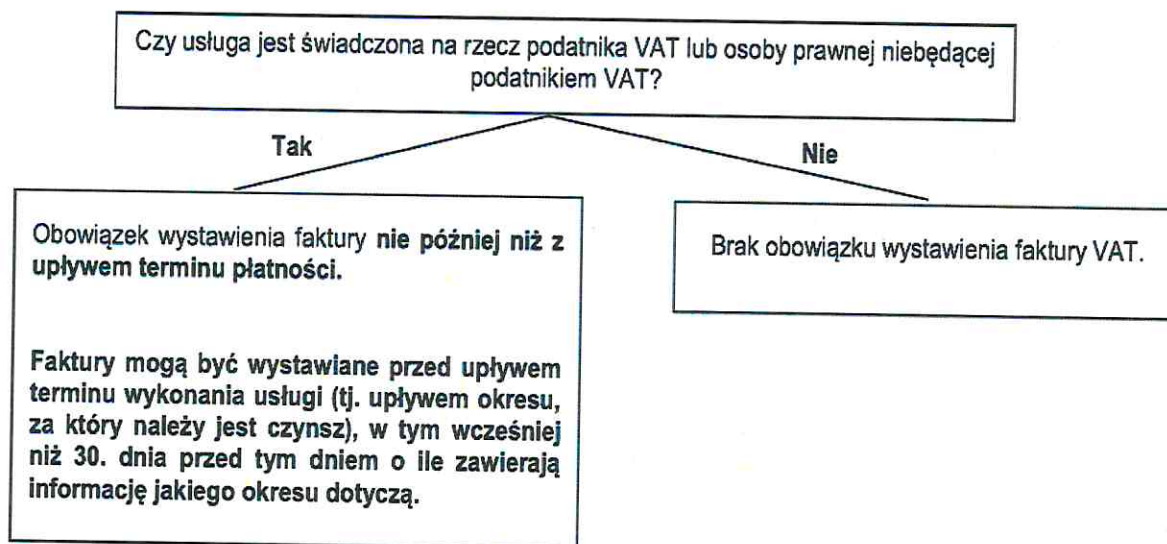 Czy usługa jest świadczona na rzecz podatnika VAT lub osoby prawnej niebędącej
podatnikiem VAT?
Tak
Nie
Obowiązek wystawienia faktury nie później niż z
upływem terminu płatności.
Faktury mogą być wystawiane przed upływem
terminu wykonania usługi (tj. upływem okresu,
za który należy jest czynsz), w tym wcześniej
niż 30. dnia przed tym dniem o ile zawierają
informację jakiego okresu dotyczą.
Brak obowiązku wystawienia faktury VAT.